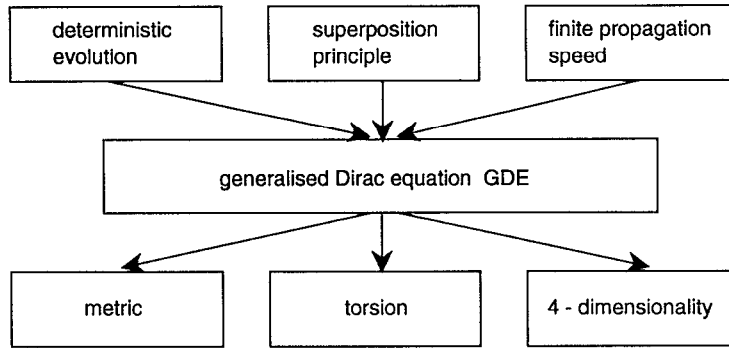 deterministic
evolution
superposition
principle
finite propagation
speed
generalised Dirac equation GDE
metric
torsion
4 - dimensionality